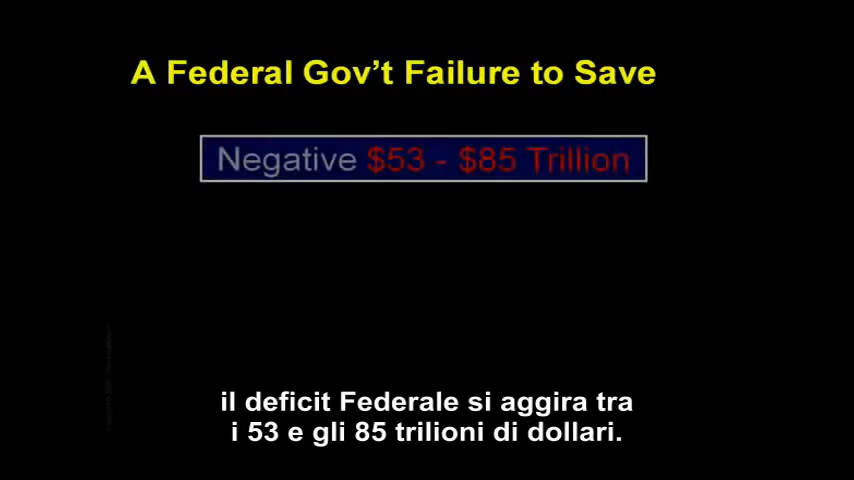 A Federal Gov’t Failure to Save
Negative $53 - $85 Trillion
il deficit Federale si aggira tra
i 53 e gli 85 trilioni di dollari.